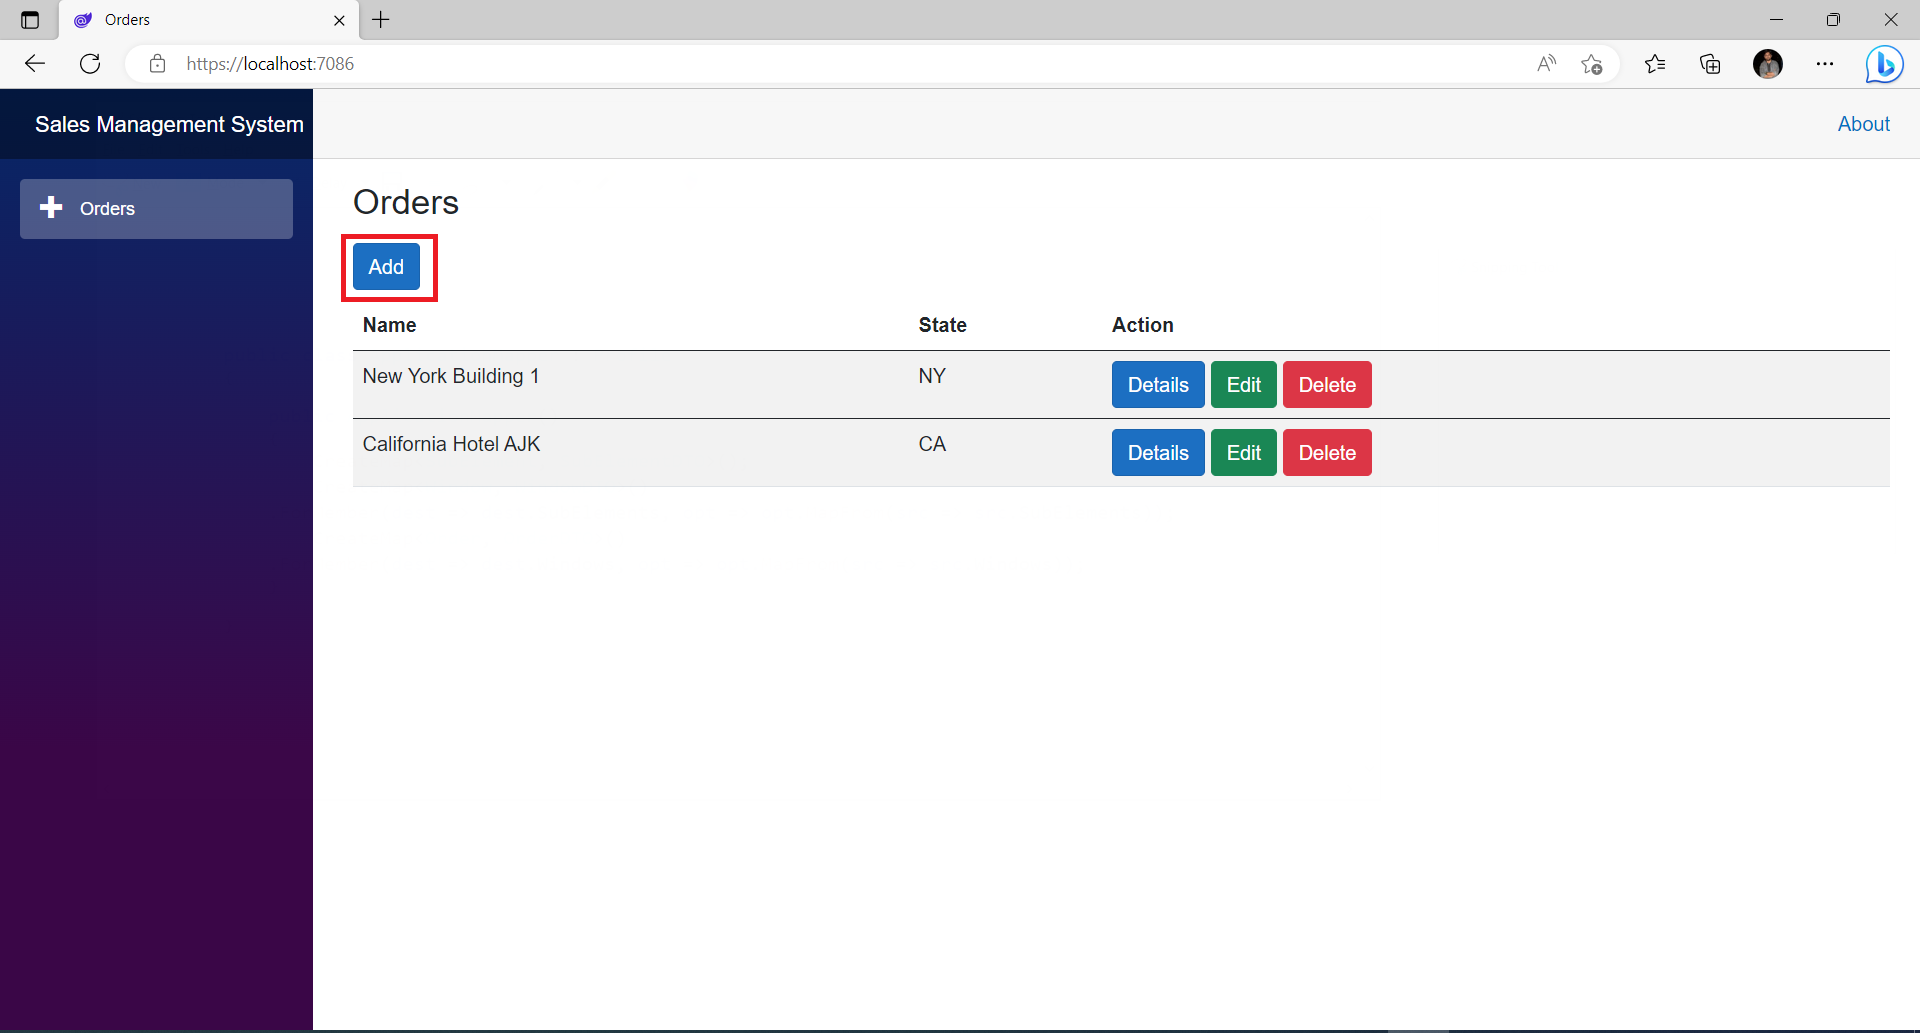 Orders
https://localhost:7086
Sales Management System
About
Orders
Orders
Add
Name State Action
New York Building 1 NY Details Edit Delete
California Hotel AJK CA Details Edit Delete